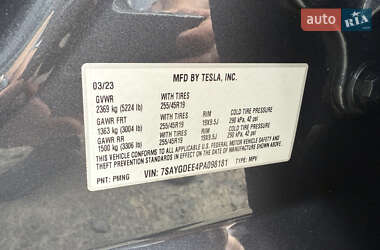 auto RIA
MFD BY TESLA, INC.
03/23
GVWR WITH TIRES
2369 kg (5224 lb) 255/45R19
GAWR FRT WITH TIRES RIM COLD TIRE PRESSURE
1363 kg (3004 lb) 255/45R19 19X9.5J 290 kPa, 42 psi
GAWR RR WITH TIRES RIM COLD TIRE PRESSURE
1500 kg (3306 lb) 255/45R19 19X9.5J 290 kPa, 42 psi
THIS VEHICLE CONFORMS TO ALL APPLICABLE FEDERAL MOTOR VEHICLE
SAFETY AND THEFT PREVENTION STANDARDS IN EFFECT ON THE DATE OF
MANUFACTURE SHOWN ABOVE.
PNT: PMNG VIN: 7SAYGDEE4PA098181 TYPE: MPV